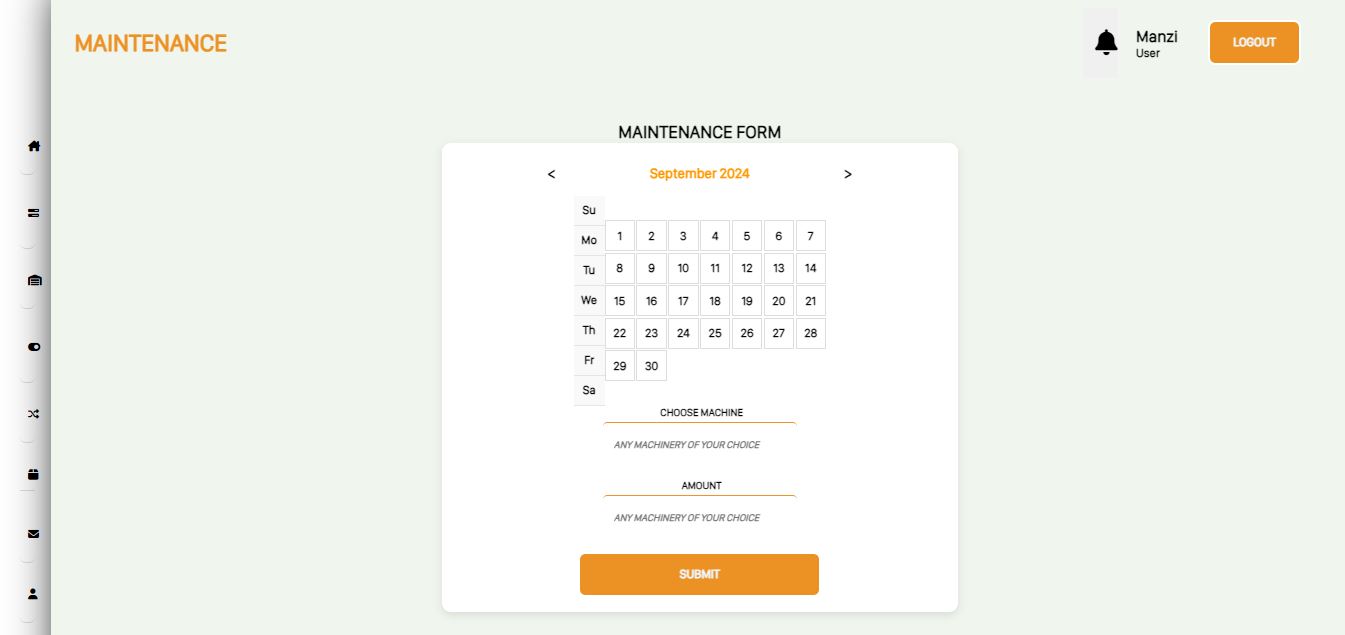 MAINTENANCE
Manzi
User
LOGOUT
MAINTENANCE FORM
< September 2024 >
Su
Mo 1 2 3 4 5 6 7
Tu 8 9 10 11 12 13 14
We 15 16 17 18 19 20 21
Th 22 23 24 25 26 27 28
Fr 29 30
Sa
CHOOSE MACHINE
ANY MACHINERY OF YOUR CHOICE
AMOUNT
ANY MACHINERY OF YOUR CHOICE
SUBMIT